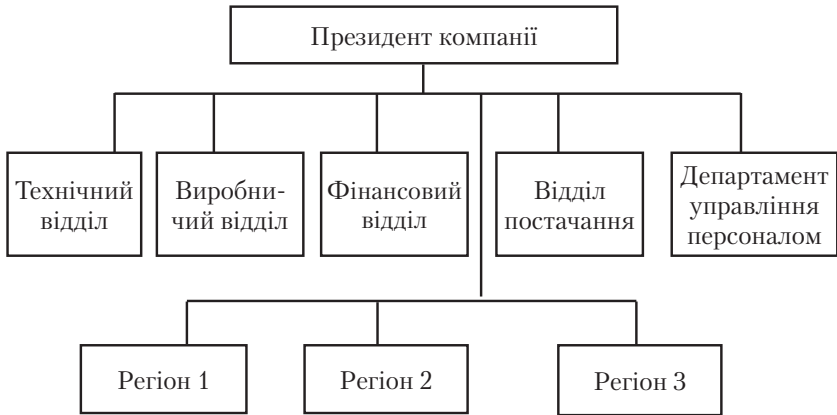 Президент компанії
Технічний
відділ
Виробни-
чий відділ
Фінансовий
відділ
Відділ
постачання
Департамент
управління
персоналом
Регіон 1
Регіон 2
Регіон 3